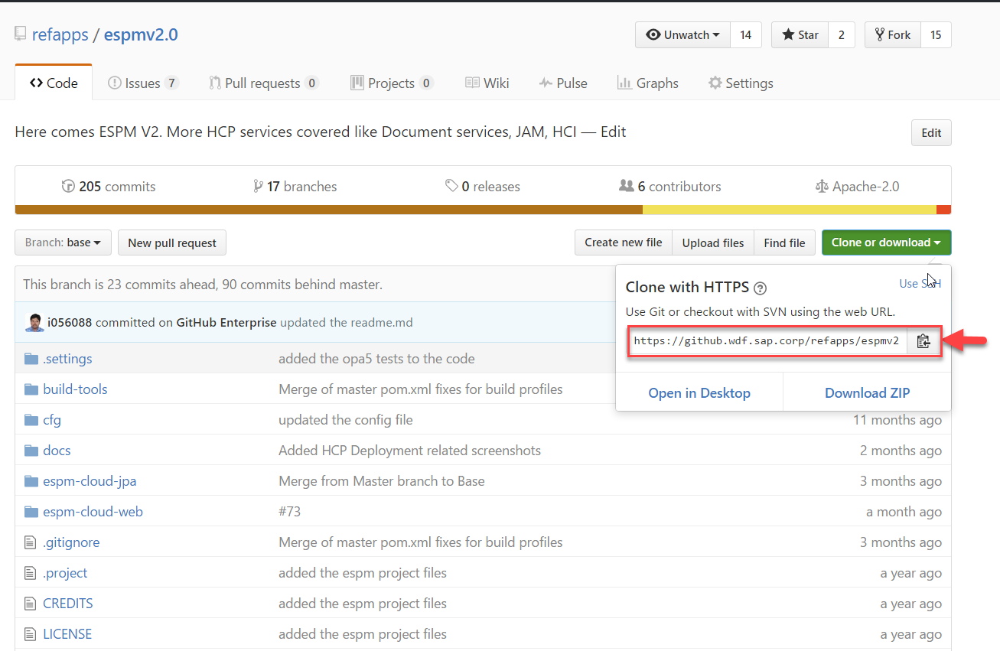 refapps / espmv2.0
Unwatch 14 Star 2 Fork 15
Code Issues 7 Pull requests 0 Projects 0 Wiki Pulse Graphs Settings
Here comes ESPM V2. More HCP services covered like Document services, JAM, HCI — Edit Edit
205 commits 17 branches 0 releases 6 contributors Apache-2.0
Branch: base New pull request Create new file Upload files Find file Clone or download
This branch is 23 commits ahead, 90 commits behind master.
Clone with HTTPS ?
Use
Use Git or checkout with SVN using the web URL.
https://github.wdf.sap.corp/refapps/espmv2
Open in Desktop Download ZIP
i056088 committed on GitHub Enterprise updated the readme.md
.settings added the opa5 tests to the code
build-tools Merge of master pom.xml fixes for build profiles
cfg updated the config file 11 months ago
docs Added HCP Deployment related screenshots 2 months ago
espm-cloud-jpa Merge from Master branch to Base 3 months ago
espm-cloud-web #73 a month ago
.gitignore Merge of master pom.xml fixes for build profiles 3 months ago
.project added the espm project files a year ago
CREDITS added the espm project files a year ago
LICENSE added the espm project files a year ago